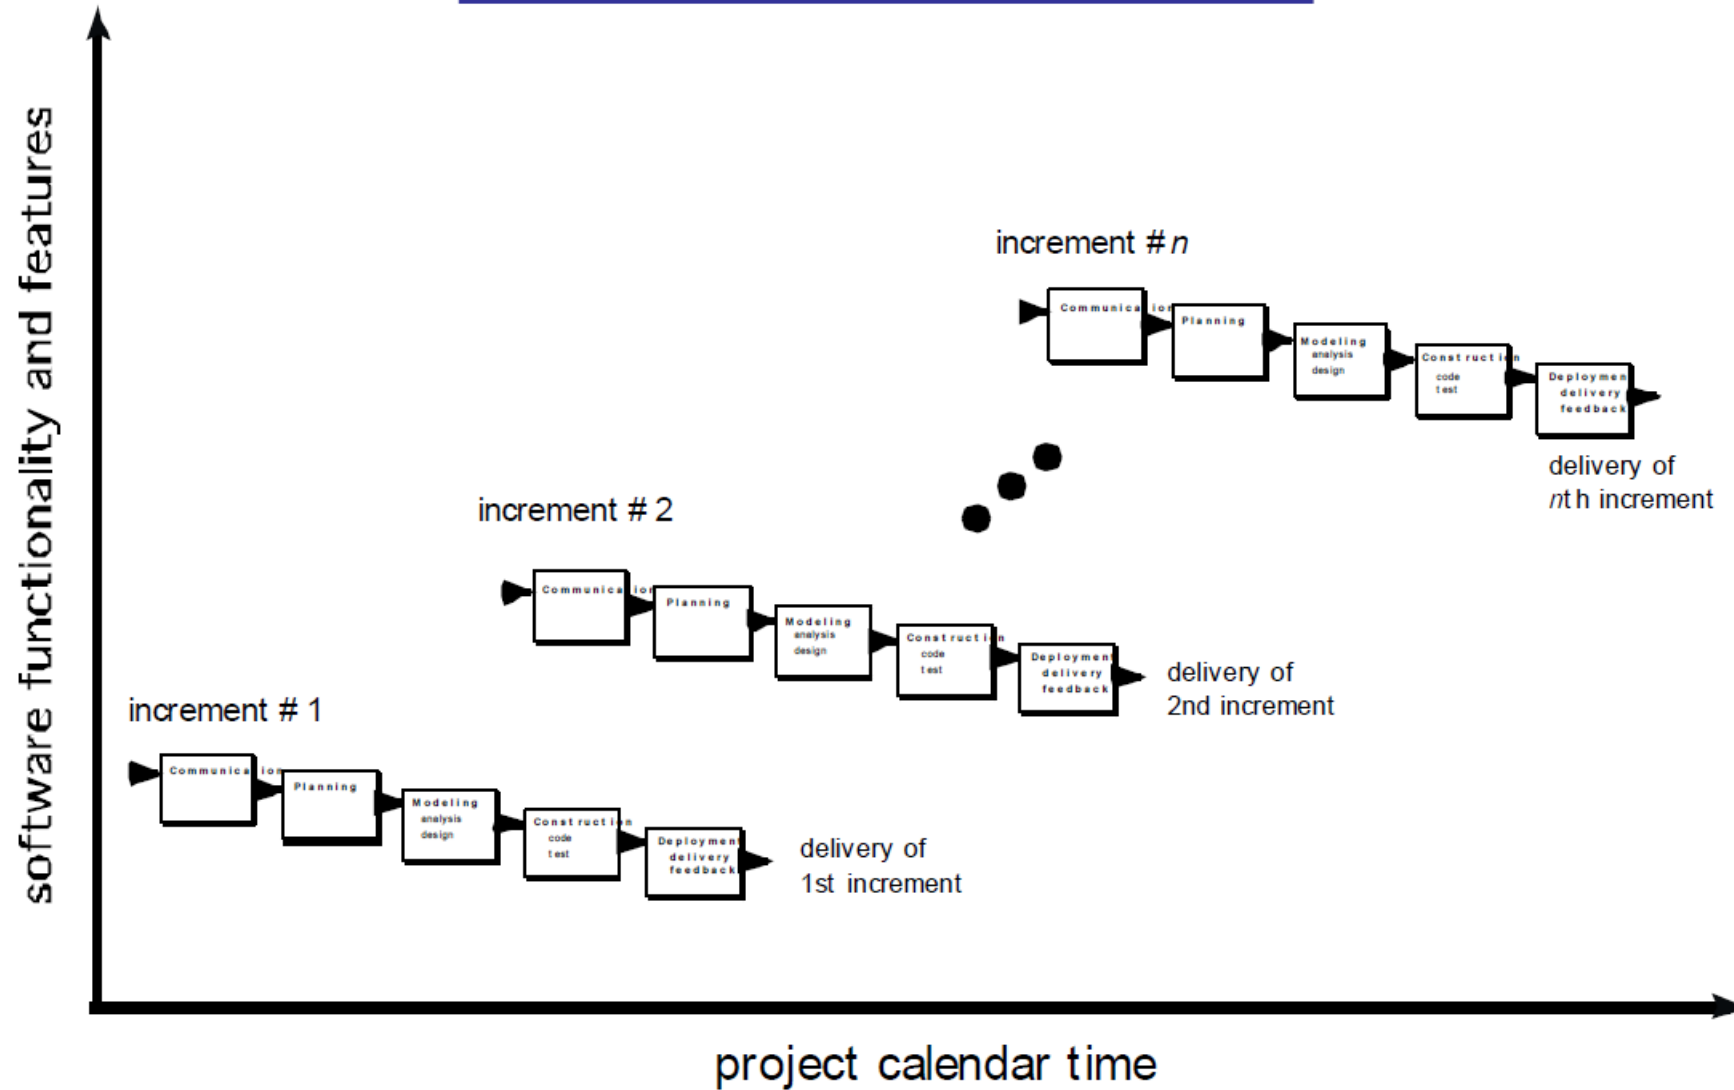 software functionality and features
increment # n
Communication
Planning
Modeling
analysis
design
Construction
code
test
Deployment
delivery
feedback
delivery of
nth increment
increment # 2
Communication
Planning
Modeling
analysis
design
Construction
code
test
Deployment
delivery
feedback
delivery of
2nd increment
increment # 1
Communication
Planning
Modeling
analysis
design
Construction
code
test
Deployment
delivery
feedback
delivery of
1st increment
project calendar time